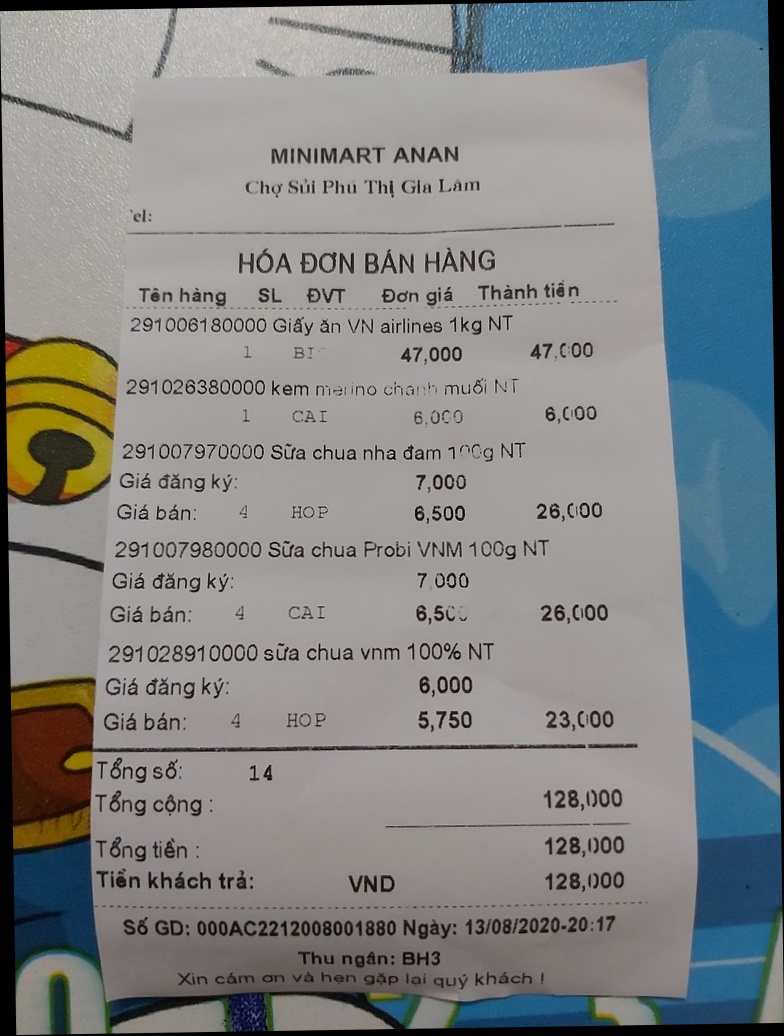 MINIMART ANAN
Chợ Sủi Phú Thị Gia Lâm
Tel:
HÓA ĐƠN BÁN HÀNG
Tên hàng SL ĐVT Đơn giá Thành tiền
291006180000 Giấy ăn VN airlines 1kg NT
1 47,000 47,000
291026380000 kem merino chanh muối NT
1 CAI 6,000 6,000
291007970000 Sữa chua nha đam 100g NT
Giá đăng ký: 7,000
Giá bán: 4 HOP 6,500 26,000
291007980000 Sữa chua Probi VNM 100g NT
Giá đăng ký: 7,000
Giá bán: 4 CAI 6,500 26,000
291028910000 sữa chua vnm 100% NT
Giá đăng ký: 6,000
Giá bán: 4 HOP 5,750 23,000
Tổng số: 14
Tổng cộng : 128,000
Tổng tiền : 128,000
Tiền khách trả: VND 128,000
Số GD: 000AC2212008001880 Ngày: 13/08/2020-20:17
Thu ngân: BH3
Xin cám ơn và hẹn gặp lại quý khách !